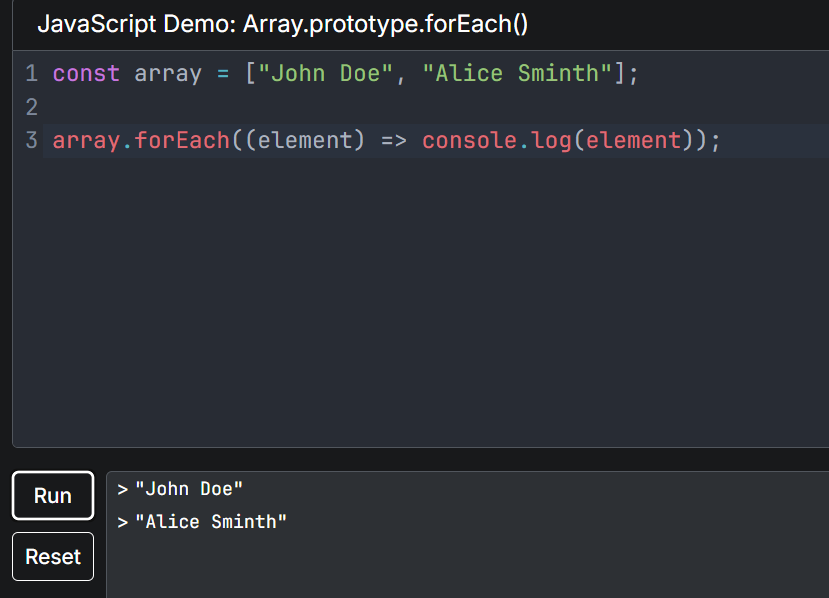 JavaScript Demo: Array.prototype.forEach()
1 const array = ["John Doe", "Alice Sminth"];
2
3 array.forEach((element) => console.log(element));
Run
> "John Doe"
> "Alice Sminth"
Reset